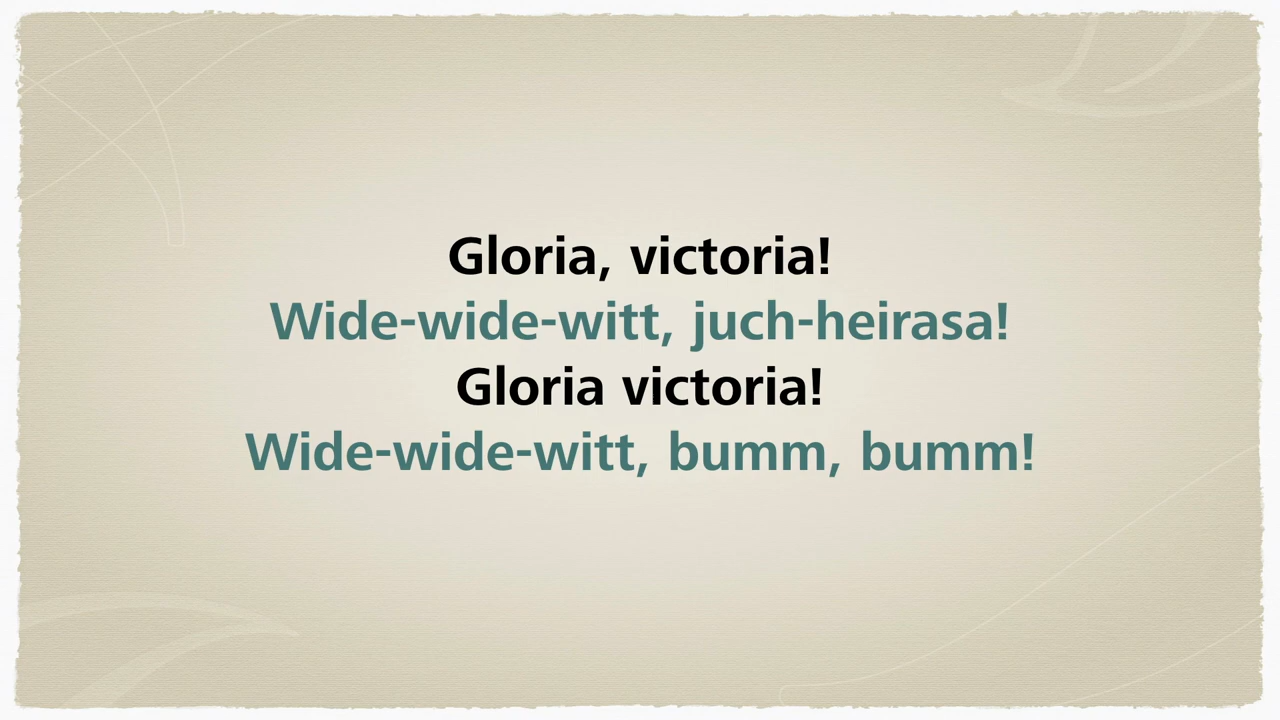 Gloria, victoria!
Wide-wide-witt, juch-heirasa!
Gloria victoria!
Wide-wide-witt, bumm, bumm!